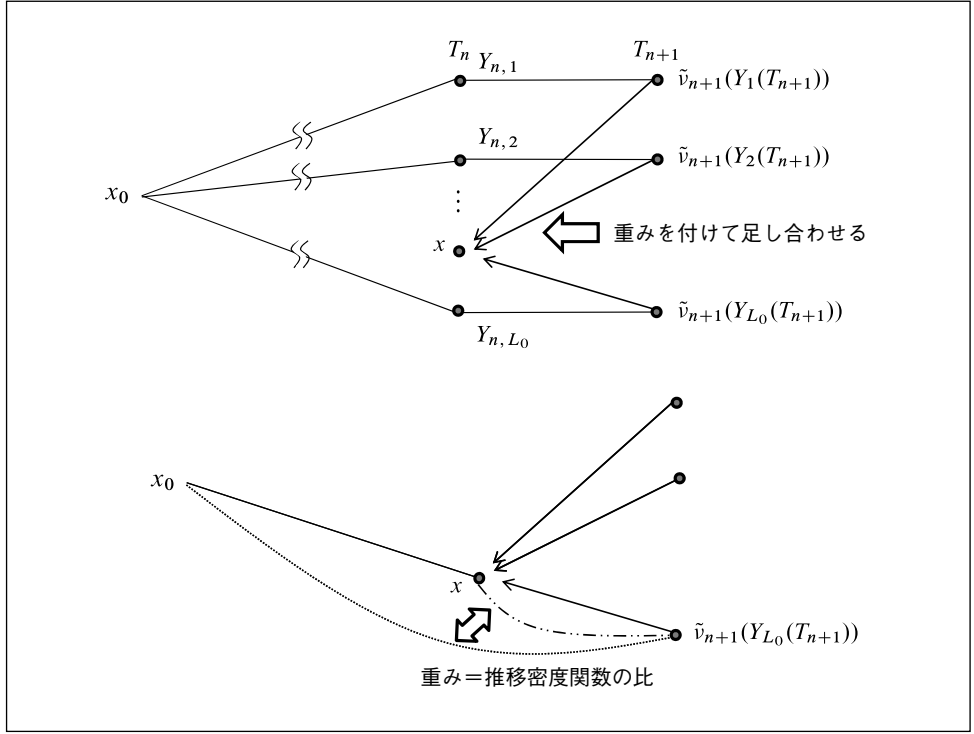 T_n Y_{n,1} T_{n+1} ν̃_{n+1}(Y_1(T_{n+1}))
Y_{n,2} ν̃_{n+1}(Y_2(T_{n+1}))
x_0
⋮
x 重みを付けて足し合わせる
ν̃_{n+1}(Y_{L_0}(T_{n+1}))
Y_{n,L_0}
x_0
x
ν̃_{n+1}(Y_{L_0}(T_{n+1}))
重み=推移密度関数の比